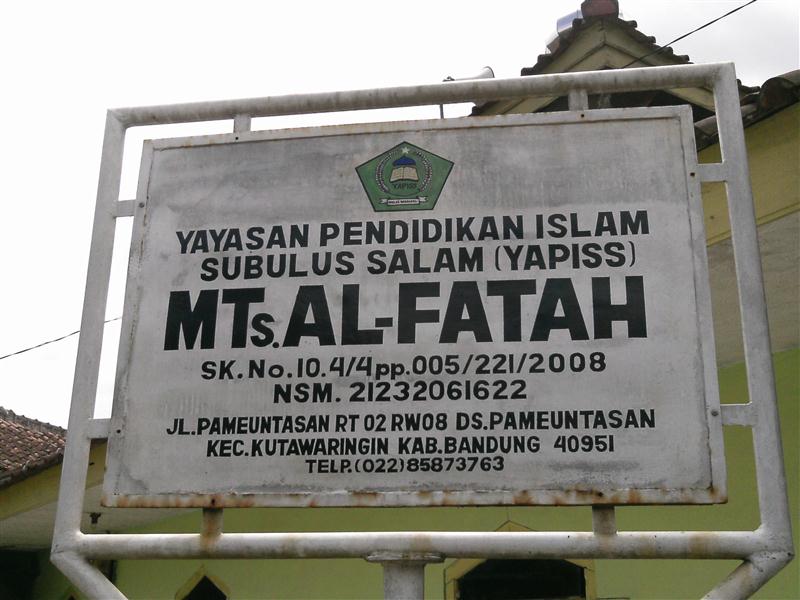 YAPISS
YAYASAN PENDIDIKAN ISLAM
SUBULUS SALAM (YAPISS)
MTs. AL-FATAH
SK. No. 10.4/4pp.005/221/2008
NSM. 21232061622
JL.PAMEUNTASAN RT 02 RW08 DS.PAMEUNTASAN
KEC.KUTAWARINGIN KAB.BANDUNG 40951
TELP.(022)85873763